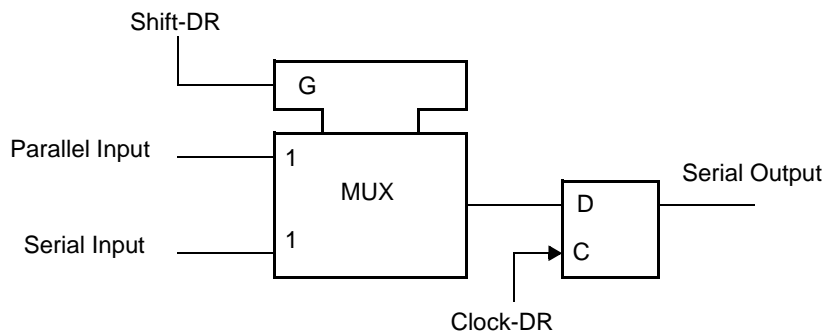 Shift-DR
G
Parallel Input
1
MUX
Serial Output
D
1
Serial Input
C
Clock-DR